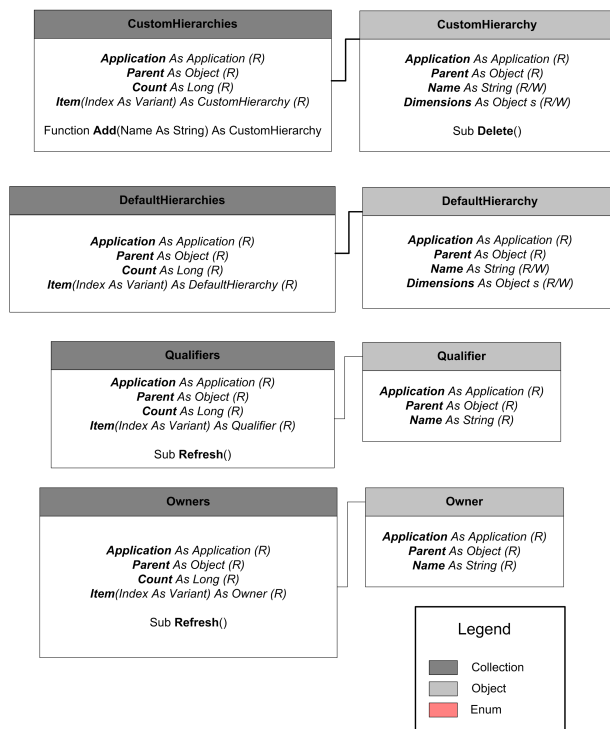 CustomHierarchies
Application As Application (R)
Parent As Object (R)
Count As Long (R)
Item(Index As Variant) As CustomHierarchy (R)
Function Add(Name As String) As CustomHierarchy
CustomHierarchy
Application As Application (R)
Parent As Object (R)
Name As String (R/W)
Dimensions As Object s (R/W)
Sub Delete()
DefaultHierarchies
Application As Application (R)
Parent As Object (R)
Count As Long (R)
Item(Index As Variant) As DefaultHierarchy (R)
DefaultHierarchy
Application As Application (R)
Parent As Object (R)
Name As String (R/W)
Dimensions As Object s (R/W)
Qualifiers
Application As Application (R)
Parent As Object (R)
Count As Long (R)
Item(Index As Variant) As Qualifier (R)
Sub Refresh()
Qualifier
Application As Application (R)
Parent As Object (R)
Name As String (R)
Owners
Application As Application (R)
Parent As Object (R)
Count As Long (R)
Item(Index As Variant) As Owner (R)
Sub Refresh()
Owner
Application As Application (R)
Parent As Object (R)
Name As String (R)
Legend
Collection
Object
Enum